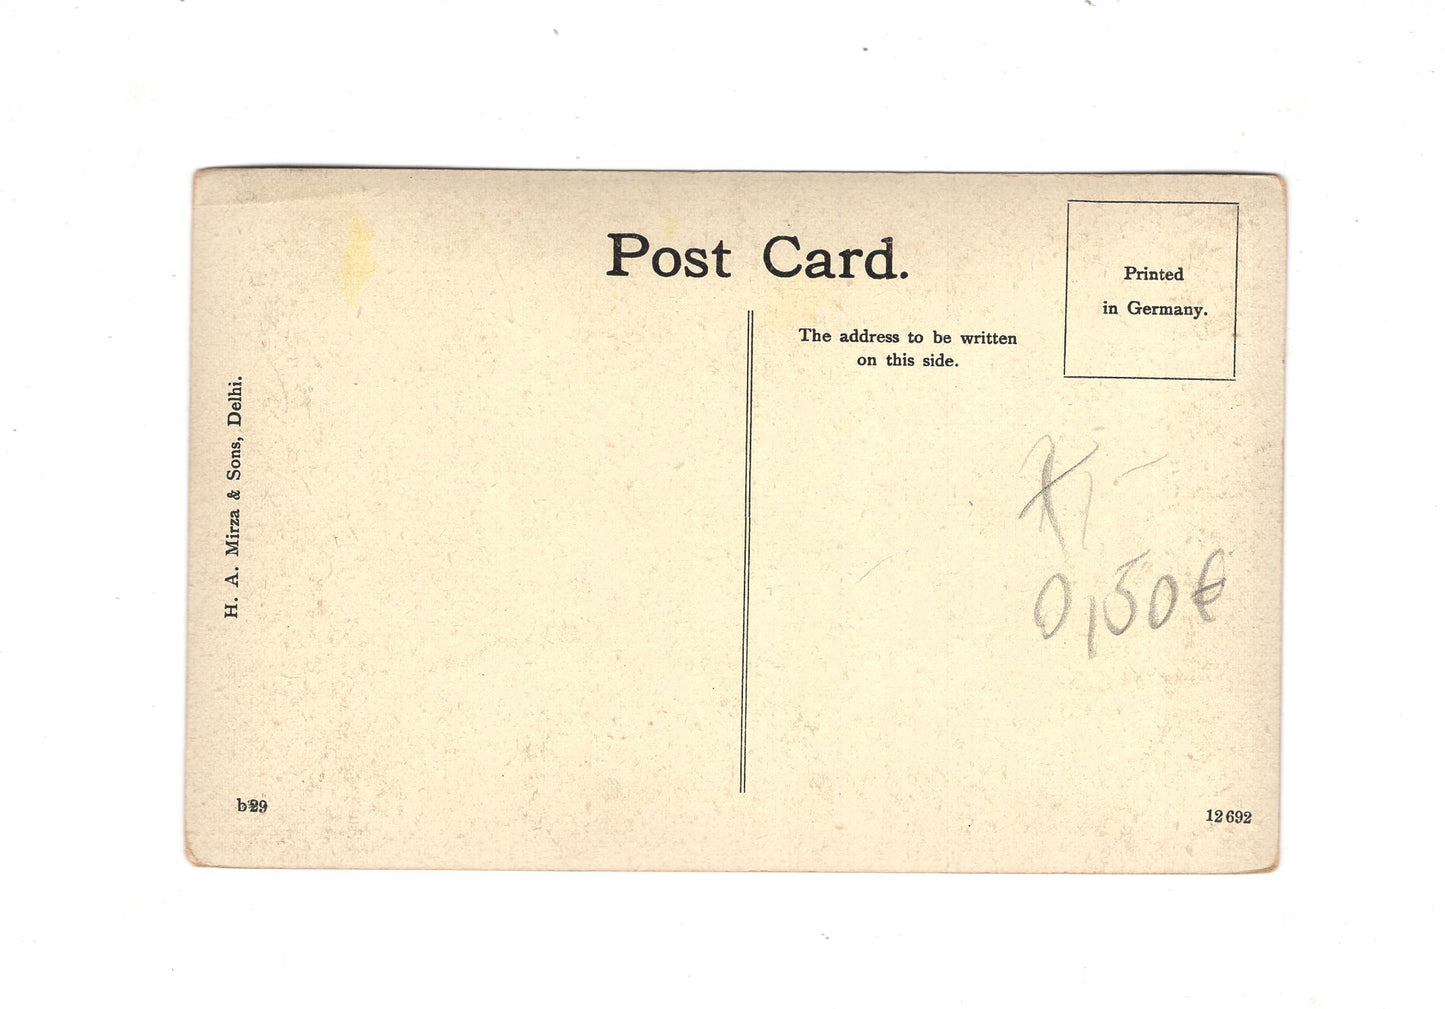 Post Card.
Printed
in Germany.
The address to be written
on this side.
H. A. Mirza & Sons, Delhi.
0,50€
b29
12692